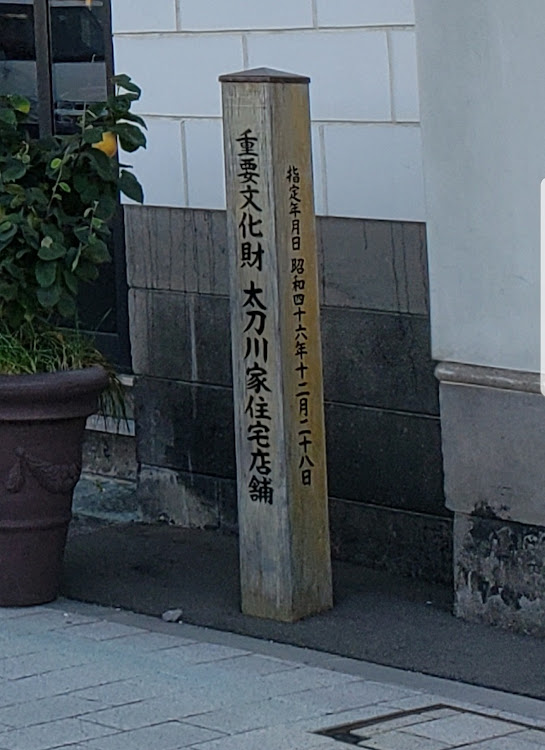 重要文化財 太刀川家住宅店舗
指定年月日 昭和四十六年十二月二十八日